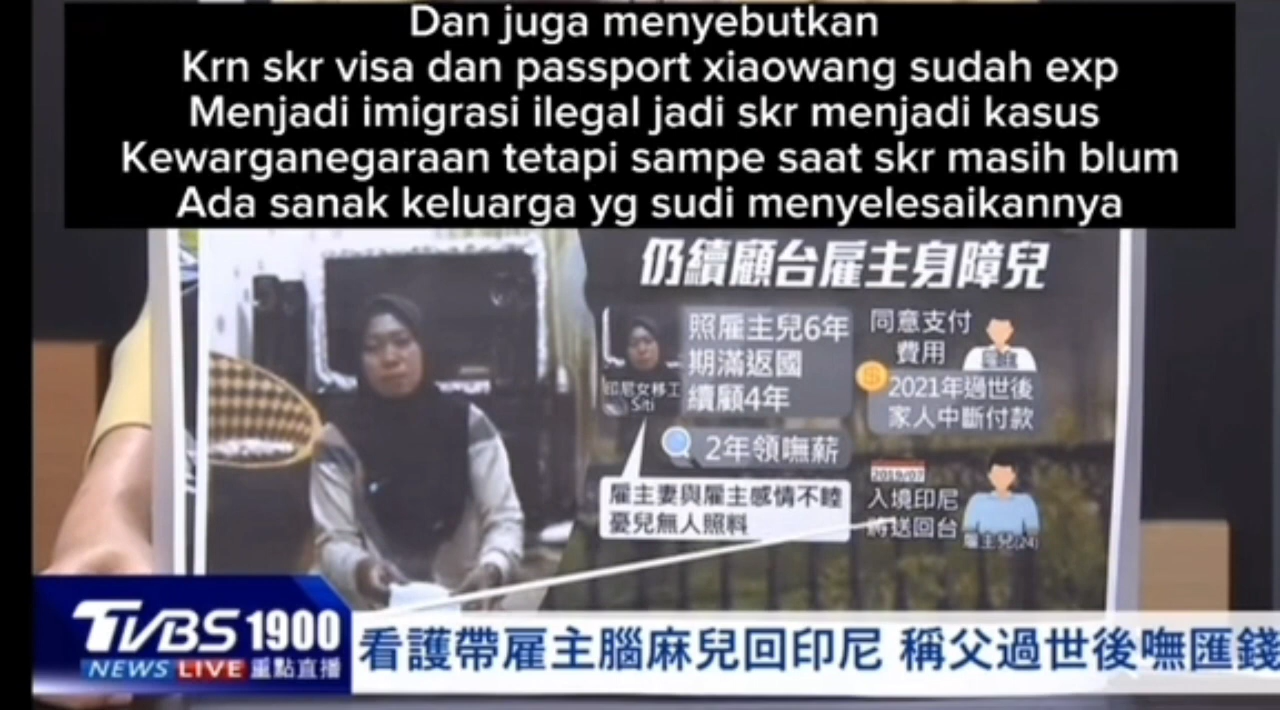 Dan juga menyebutkan
Krn skr visa dan passport xiaowang sudah exp
Menjadi imigrasi ilegal jadi skr menjadi kasus
Kewarganegaraan tetapi sampe saat skr masih blum
Ada sanak keluarga yg sudi menyelesaikannya
仍續顧台雇主身障兒
照雇主兒6年
期滿返國
續顧4年
印尼女移工
Siti
2年領嘸薪
雇主妻與雇主感情不睦
憂兒無人照料
同意支付
費用
雇主
2021年過世後
家人中斷付款
2019/07
入境印尼
將送回台
雇主兒(24)
TVBS 1900
NEWS LIVE 重點直播
看護帶雇主腦麻兒回印尼 稱父過世後嘸匯錢